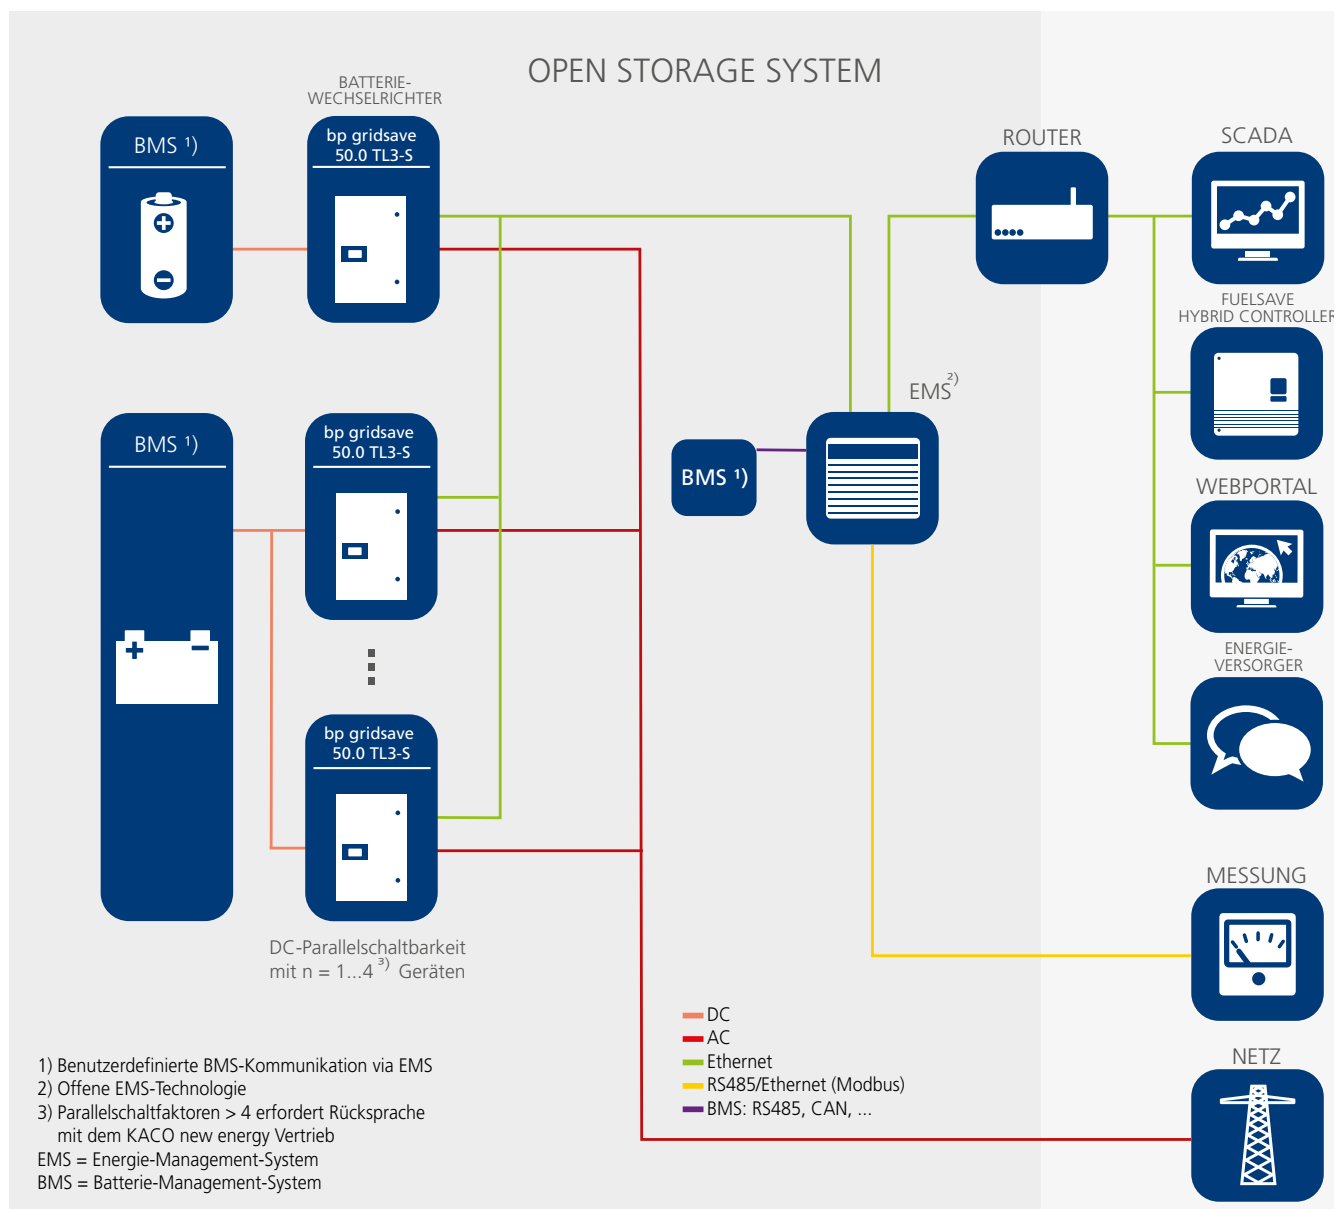 OPEN STORAGE SYSTEM
BATTERIE-
WECHSELRICHTER
BMS ¹)
bp gridsave
50.0 TL3-S
ROUTER
SCADA
FUELSAVE
HYBRID CONTROLLER
EMS ²)
BMS ¹)
bp gridsave
50.0 TL3-S
BMS ¹)
WEBPORTAL
ENERGIE-
VERSORGER
bp gridsave
50.0 TL3-S
MESSUNG
DC-Parallelschaltbarkeit
mit n = 1...4 ³) Geräten
DC
AC
Ethernet
RS485/Ethernet (Modbus)
BMS: RS485, CAN, ...
NETZ
1) Benutzerdefinierte BMS-Kommunikation via EMS
2) Offene EMS-Technologie
3) Parallelschaltfaktoren > 4 erfordert Rücksprache
mit dem KACO new energy Vertrieb
EMS = Energie-Management-System
BMS = Batterie-Management-System